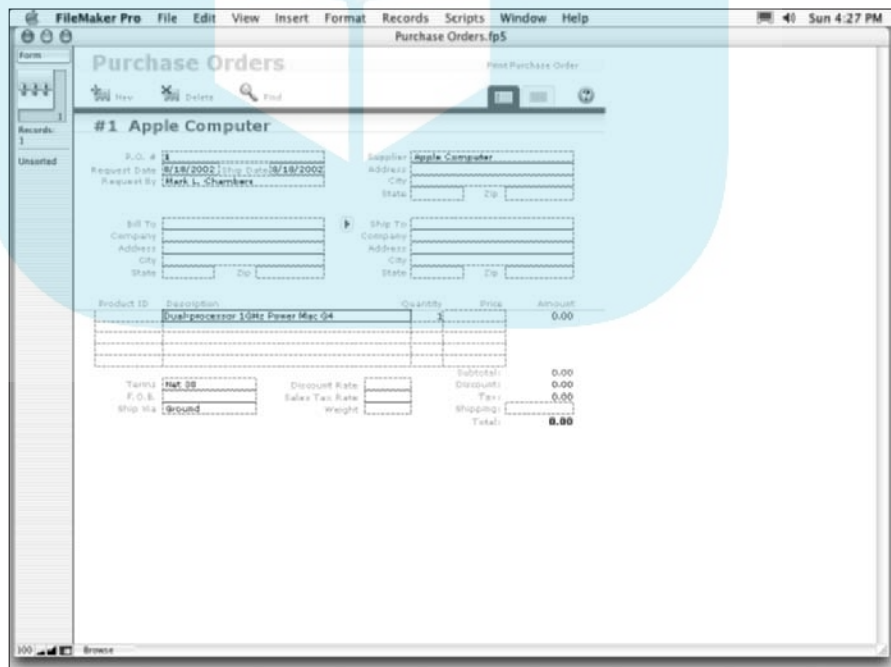 FileMaker Pro File Edit View Insert Format Records Scripts Window Help Sun 4:27 PM
Purchase Orders.fp5
Form
Purchase Orders
Print Purchase Order
New Delete Find
1
Records:
1
Unsorted
#1 Apple Computer
P.O. # 1
Supplier Apple Computer
Request Date 8/18/2002 Ship Date 8/18/2002
Address
Request By Mark L. Chambers
City
State Zip
Bill To
Ship To
Company
Company
Address
Address
City
City
State Zip
State Zip
Product ID Description Quantity Price Amount
Dual-processor 1GHz Power Mac G4 1 0.00
Subtotal: 0.00
Terms Net 30
Discount Rate
Discount: 0.00
F.O.B.
Sales Tax Rate
Tax: 0.00
Ship Via Ground
Weight
Shipping:
Total: 0.00
100 Browse